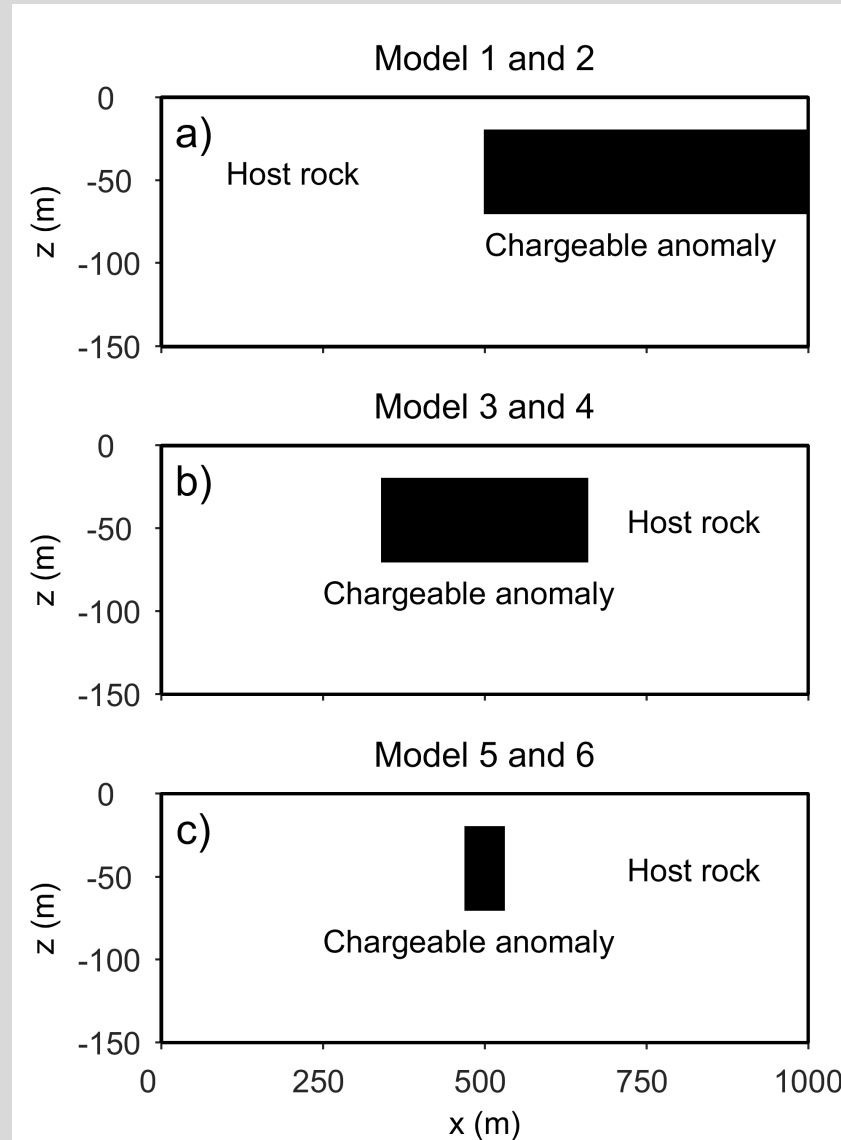 Model 1 and 2
a)
Host rock
Chargeable anomaly
z (m)
0
-50
-100
-150
Model 3 and 4
b)
Host rock
Chargeable anomaly
z (m)
0
-50
-100
-150
Model 5 and 6
c)
Host rock
Chargeable anomaly
z (m)
0
-50
-100
-150
0 250 500 750 1000
x (m)